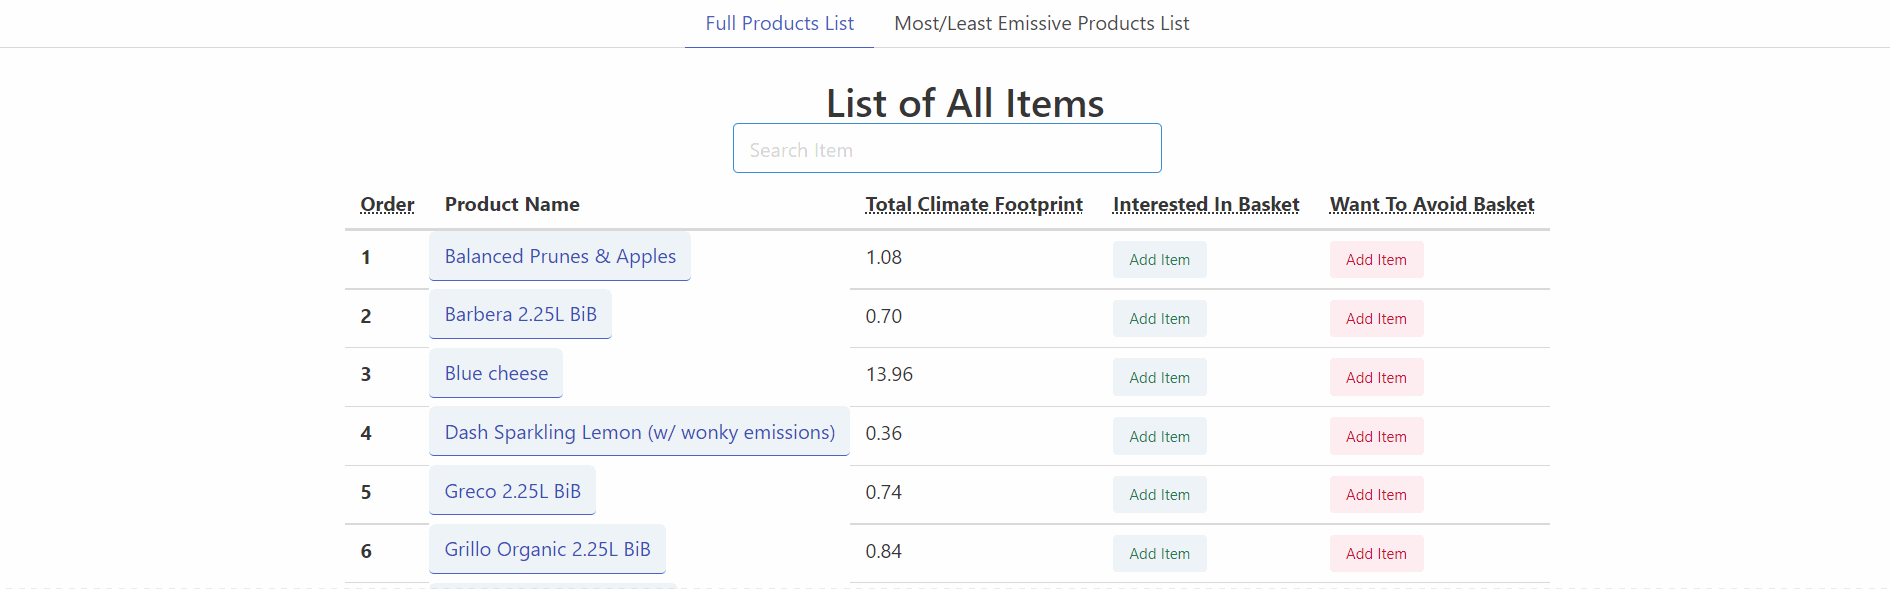 Full Products List Most/Least Emissive Products List
List of All Items
Search Item
Order Product Name Total Climate Footprint Interested In Basket Want To Avoid Basket
1 Balanced Prunes & Apples 1.08 Add Item Add Item
2 Barbera 2.25L BiB 0.70 Add Item Add Item
3 Blue cheese 13.96 Add Item Add Item
4 Dash Sparkling Lemon (w/ wonky emissions) 0.36 Add Item Add Item
5 Greco 2.25L BiB 0.74 Add Item Add Item
6 Grillo Organic 2.25L BiB 0.84 Add Item Add Item